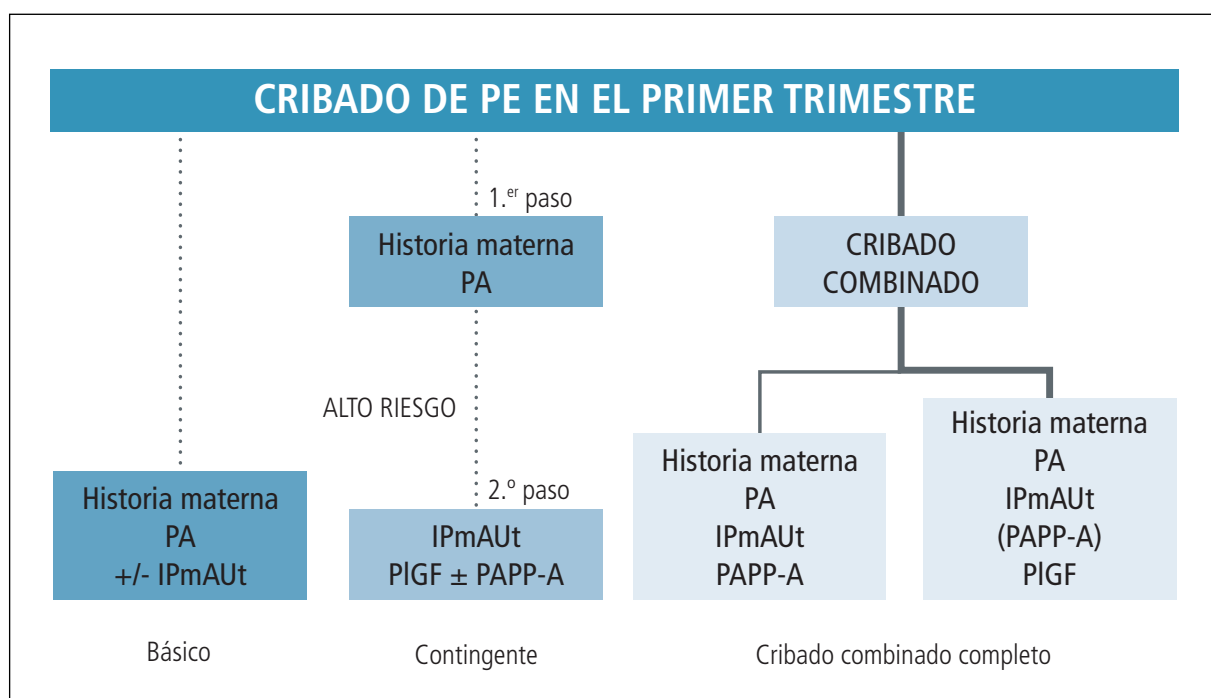 CRIBADO DE PE EN EL PRIMER TRIMESTRE
1.er paso
Historia materna
PA
ALTO RIESGO
2.º paso
CRIBADO
COMBINADO
Historia materna
PA
+/- IPmAUt
IPmAUt
PlGF ± PAPP-A
Historia materna
PA
IPmAUt
PAPP-A
Historia materna
PA
IPmAUt
(PAPP-A)
PlGF
Básico
Contingente
Cribado combinado completo